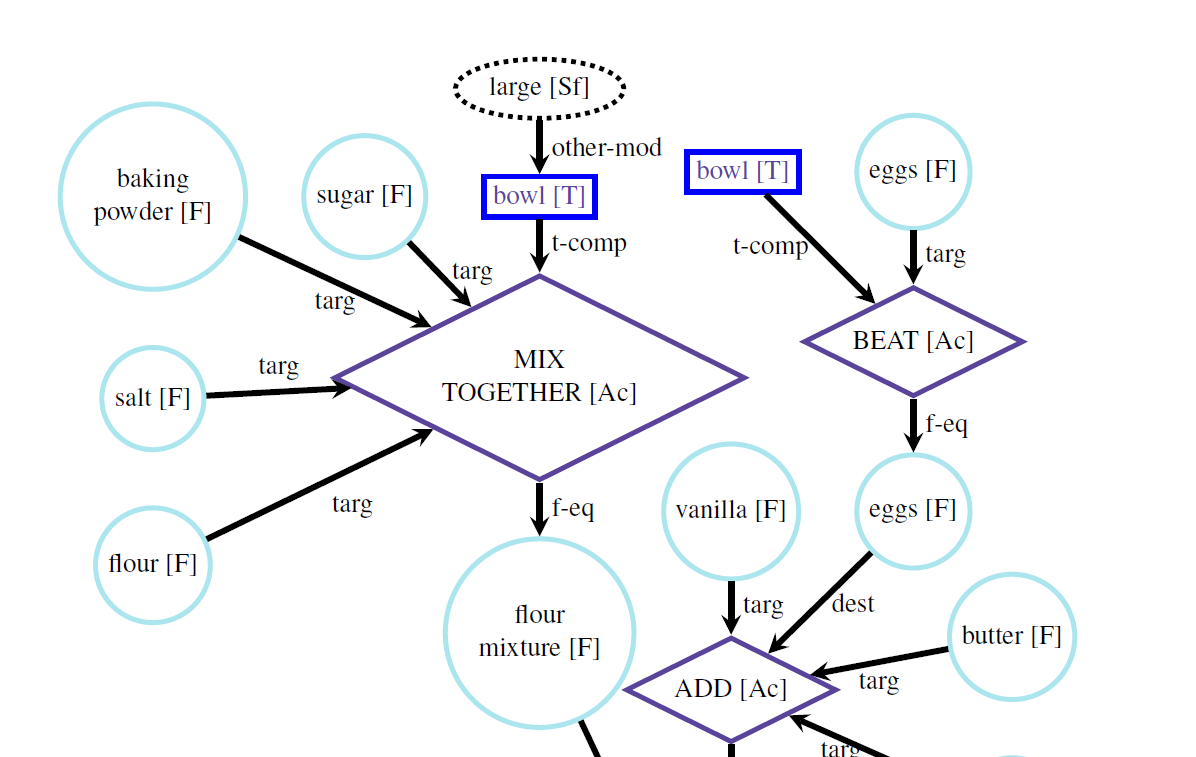 large [Sf]
other-mod
baking
powder [F]
sugar [F]
bowl [T]
bowl [T]
eggs [F]
t-comp
t-comp
targ
targ
targ
MIX
TOGETHER [Ac]
BEAT [Ac]
targ
salt [F]
f-eq
targ
f-eq
vanilla [F]
eggs [F]
flour [F]
flour
mixture [F]
targ
dest
butter [F]
ADD [Ac]
targ
targ